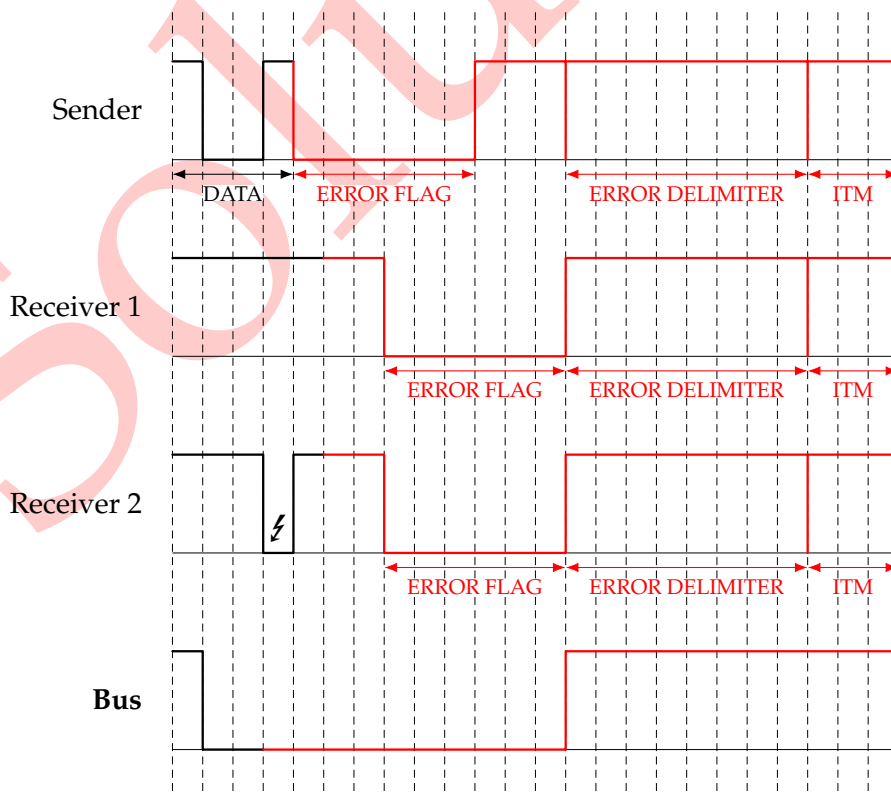 Sender
DATA ERROR FLAG ERROR DELIMITER ITM
Receiver 1
ERROR FLAG ERROR DELIMITER ITM
Receiver 2
ERROR FLAG ERROR DELIMITER ITM
Bus